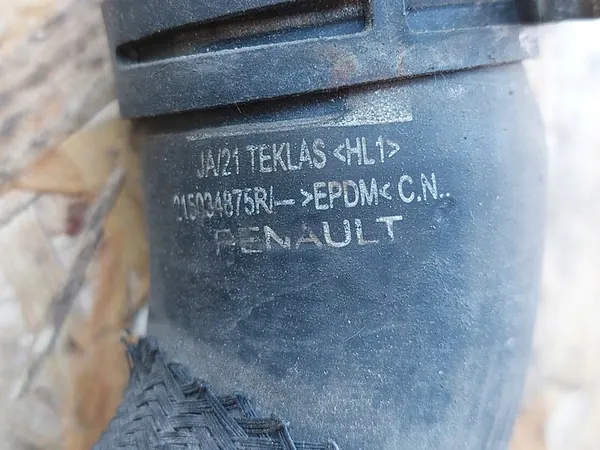 JA/21 TEKLAS <HL1>
215034875R/— >EPDM< C.N..
RENAULT